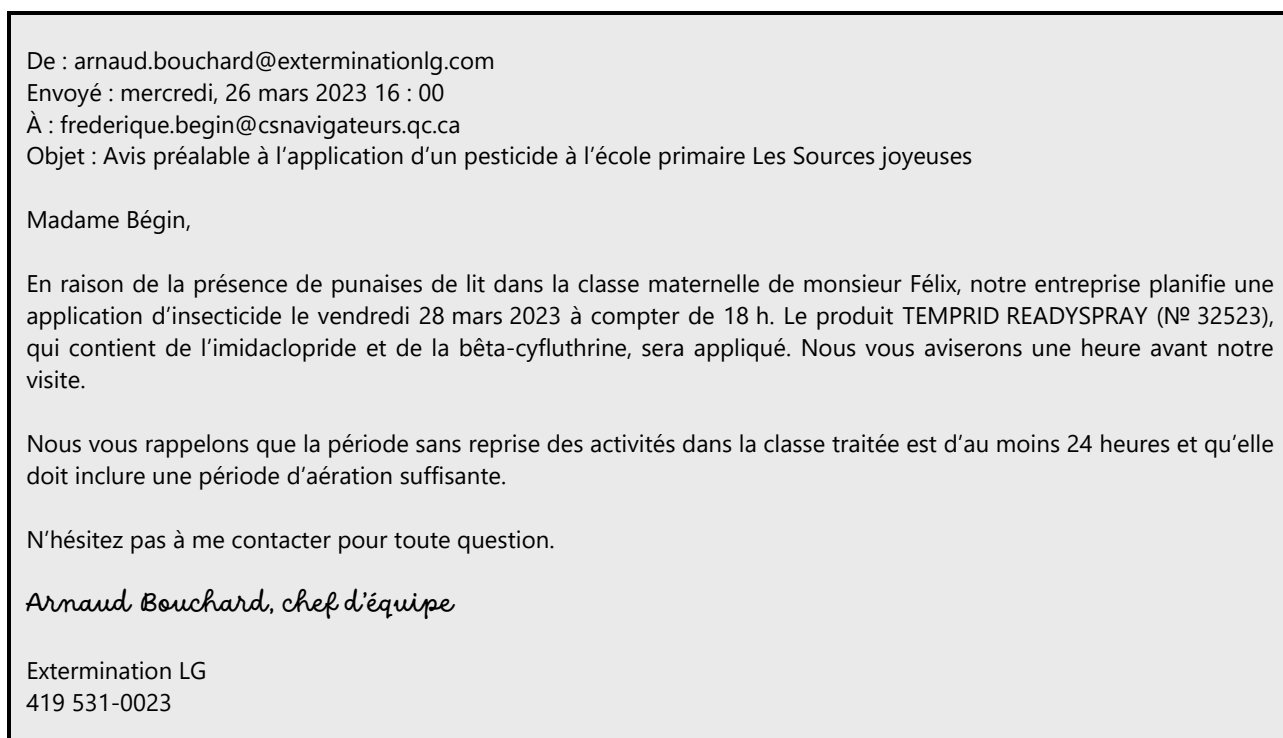 De : arnaud.bouchard@exterminationlg.com
Envoyé : mercredi, 26 mars 2023 16 : 00
À : frederique.begin@csnavigateurs.qc.ca
Objet : Avis préalable à l’application d’un pesticide à l’école primaire Les Sources joyeuses
Madame Bégin,
En raison de la présence de punaises de lit dans la classe maternelle de monsieur Félix, notre entreprise planifie une
application d’insecticide le vendredi 28 mars 2023 à compter de 18 h. Le produit TEMPRID READYSPRAY (Nº 32523),
qui contient de l’imidaclopride et de la bêta-cyfluthrine, sera appliqué. Nous vous aviserons une heure avant notre
visite.
Nous vous rappelons que la période sans reprise des activités dans la classe traitée est d’au moins 24 heures et qu’elle
doit inclure une période d’aération suffisante.
N’hésitez pas à me contacter pour toute question.
Arnaud Bouchard, chef d’équipe
Extermination LG
419 531-0023